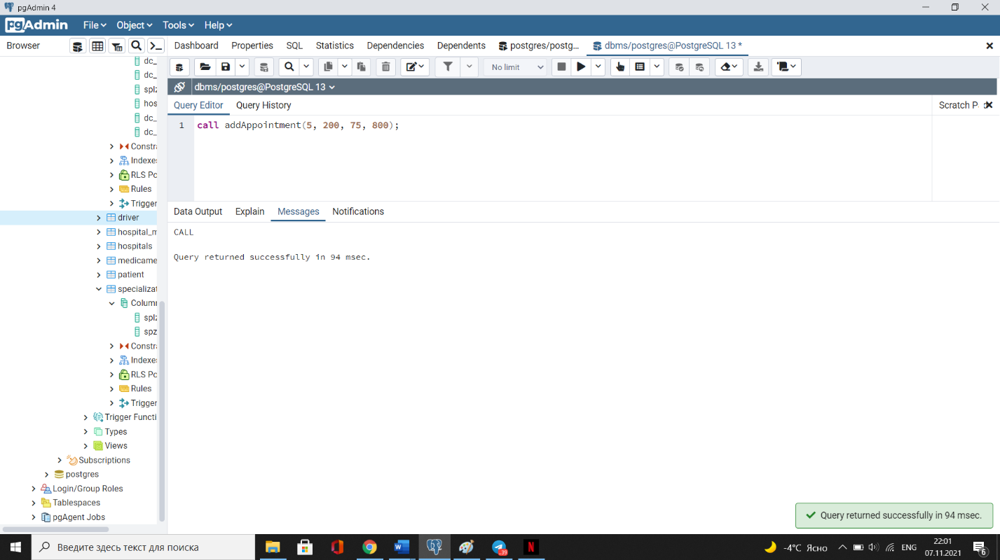 pgAdmin 4
pgAdmin File Object Tools Help
Browser
Dashboard Properties SQL Statistics Dependencies Dependents postgres/postg... dbms/postgres@PostgreSQL 13 *
No limit
dbms/postgres@PostgreSQL 13
Query Editor Query History
Scratch P
1 call addAppointment(5, 200, 75, 800);
Data Output Explain Messages Notifications
CALL
Query returned successfully in 94 msec.
dc_
dc_
splz
hos
dc_
dc_
Constra
Indexes
RLS Po
Rules
Trigger
driver
hospital_m
hospitals
medicame
patient
specializat
Column
splz
spz
Constra
Indexes
RLS Po
Rules
Trigger
Trigger Functi
Types
Views
Subscriptions
postgres
Login/Group Roles
Tablespaces
pgAgent Jobs
Query returned successfully in 94 msec.
Введите здесь текст для поиска
39
N
-4°C Ясно
ENG
22:01
07.11.2021
6